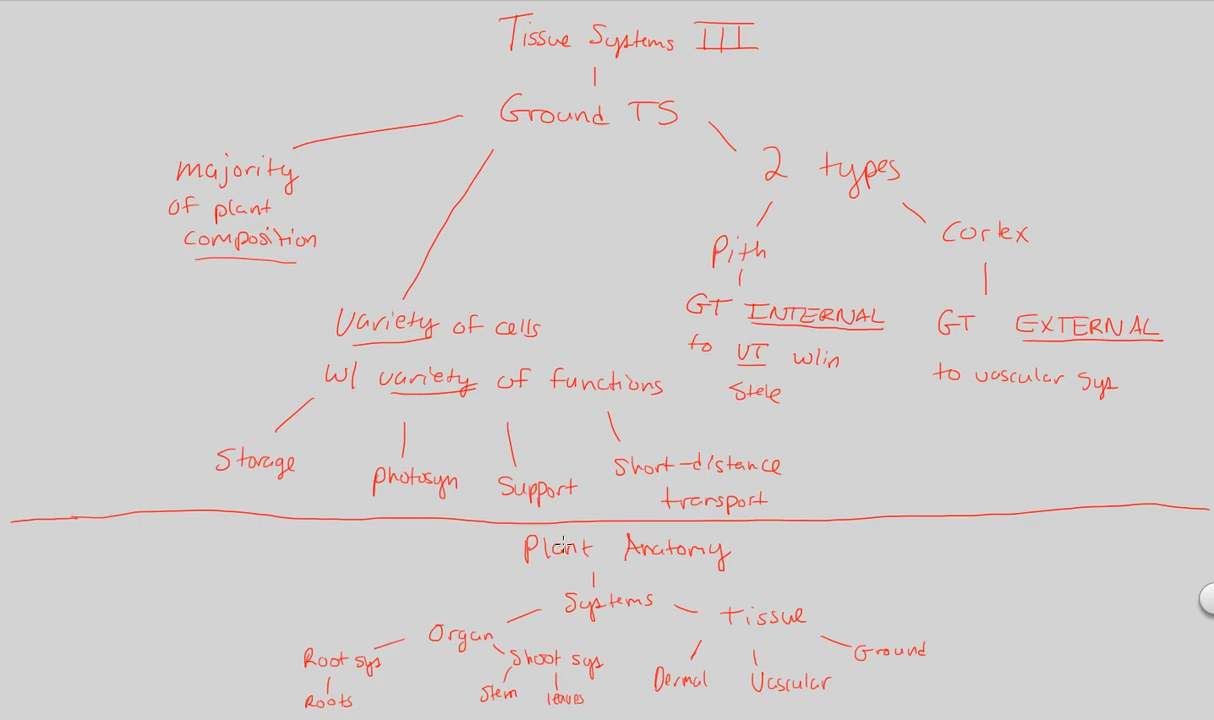 Tissue Systems III
Ground TS
majority
of plant
composition
2 types
Pith
Cortex
GT INTERNAL
to VT w/in
Stele
GT EXTERNAL
to vascular sys
Variety of cells
w/ variety of functions
Storage
Photosyn
Support
Short-distance
transport
Plant Anatomy
Systems
Organ
Tissue
Root sys
Roots
Shoot sys
Stem
leaves
Dermal
Vascular
Ground